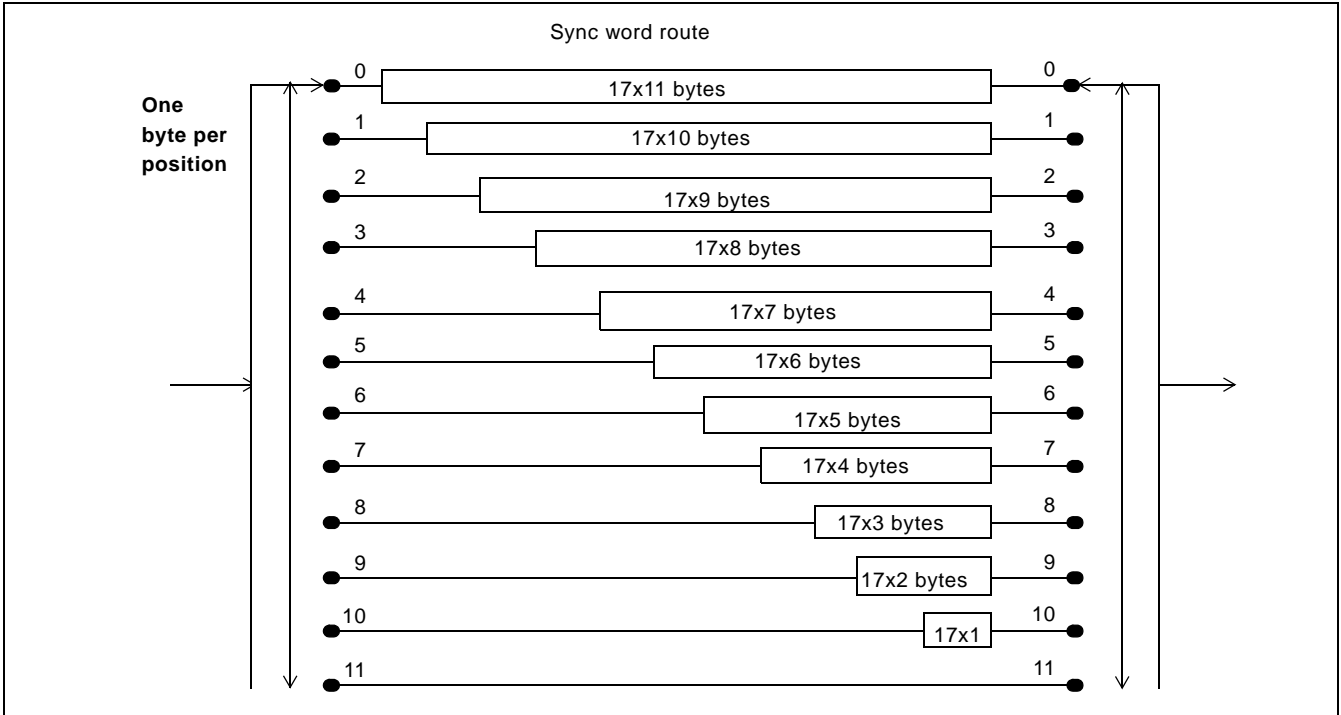 Sync word route
0 17x11 bytes 0
One
byte per
position
1 17x10 bytes 1
2 17x9 bytes 2
3 17x8 bytes 3
4 17x7 bytes 4
5 17x6 bytes 5
6 17x5 bytes 6
7 17x4 bytes 7
8 17x3 bytes 8
9 17x2 bytes 9
10 17x1 10
11 11